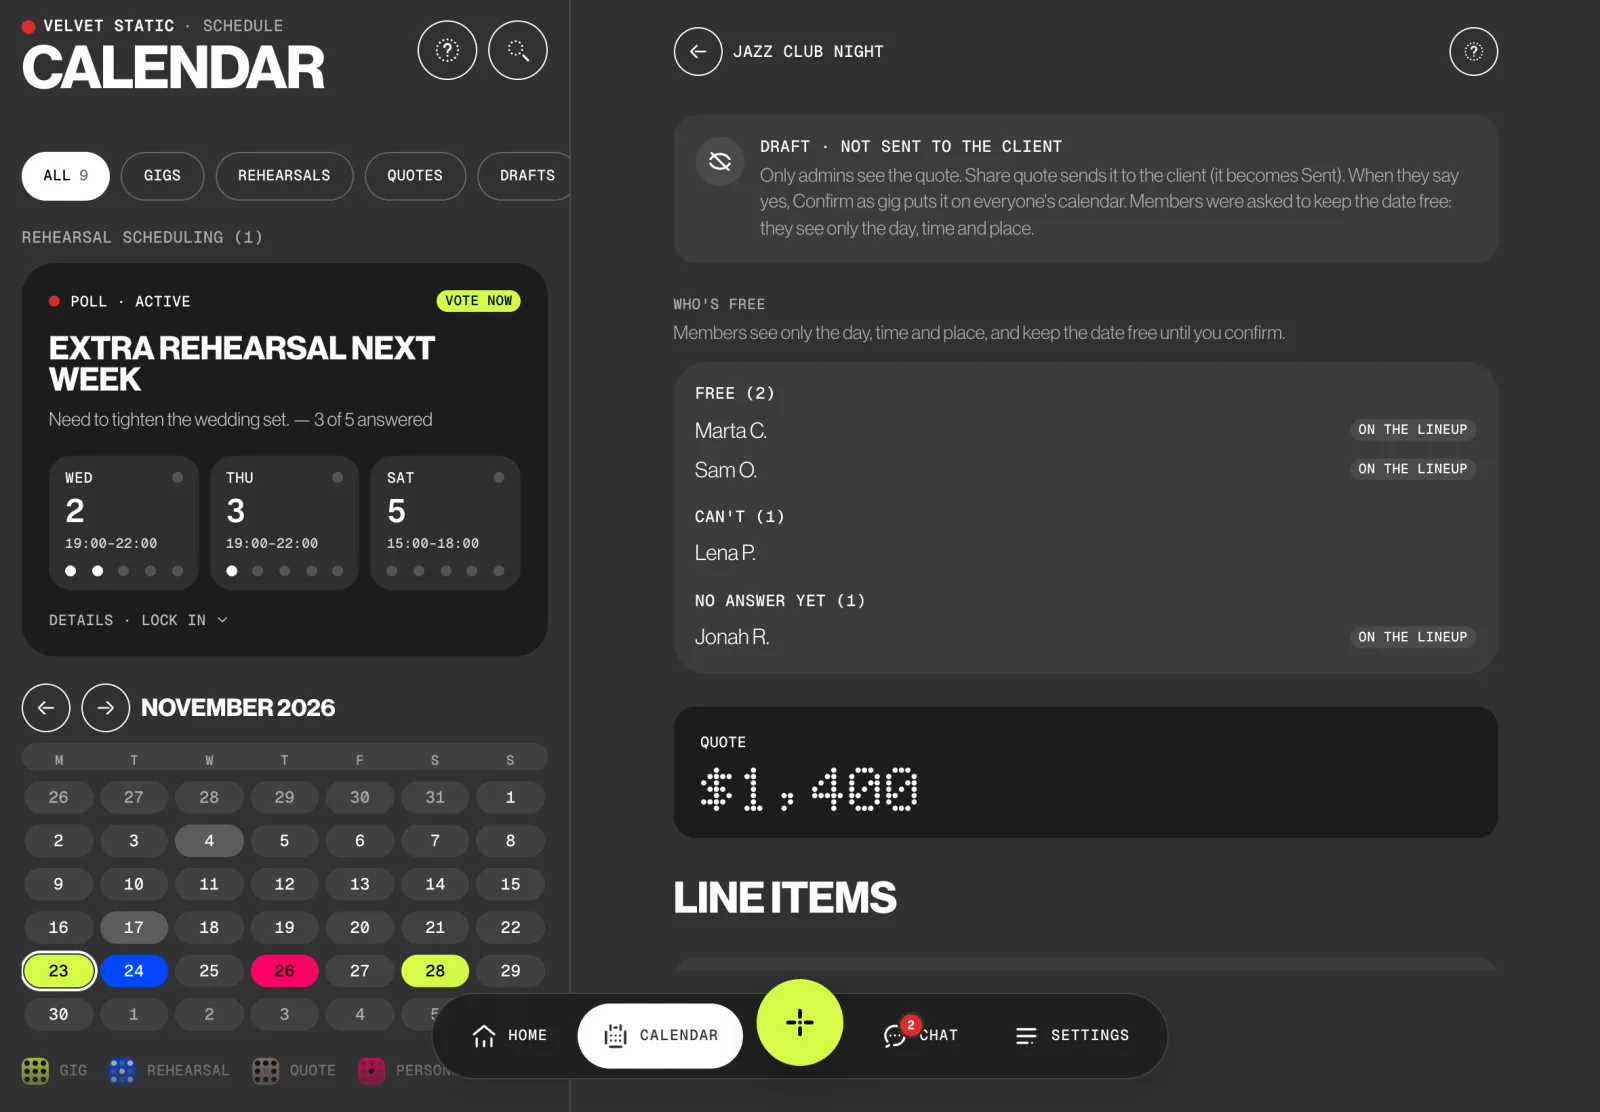 VELVET STATIC · SCHEDULE
CALENDAR
ALL 9
GIGS
REHEARSALS
QUOTES
DRAFTS
REHEARSAL SCHEDULING (1)
POLL · ACTIVE
VOTE NOW
EXTRA REHEARSAL NEXT
WEEK
Need to tighten the wedding set. — 3 of 5 answered
WED
2
19:00–22:00
THU
3
19:00–22:00
SAT
5
15:00–18:00
DETAILS · LOCK IN
NOVEMBER 2026
M T W T F S S
26 27 28 29 30 31 1
2 3 4 5 6 7 8
9 10 11 12 13 14 15
16 17 18 19 20 21 22
23 24 25 26 27 28 29
30 1 2 3 4 5
GIG
REHEARSAL
QUOTE
JAZZ CLUB NIGHT
DRAFT · NOT SENT TO THE CLIENT
Only admins see the quote. Share quote sends it to the client (it becomes Sent). When they say
yes, Confirm as gig puts it on everyone's calendar. Members were asked to keep the date free:
they see only the day, time and place.
WHO'S FREE
Members see only the day, time and place, and keep the date free until you confirm.
FREE (2)
Marta C.
ON THE LINEUP
Sam O.
ON THE LINEUP
CAN'T (1)
Lena P.
NO ANSWER YET (1)
Jonah R.
ON THE LINEUP
QUOTE
$1,400
LINE ITEMS
HOME
CALENDAR
2
CHAT
SETTINGS